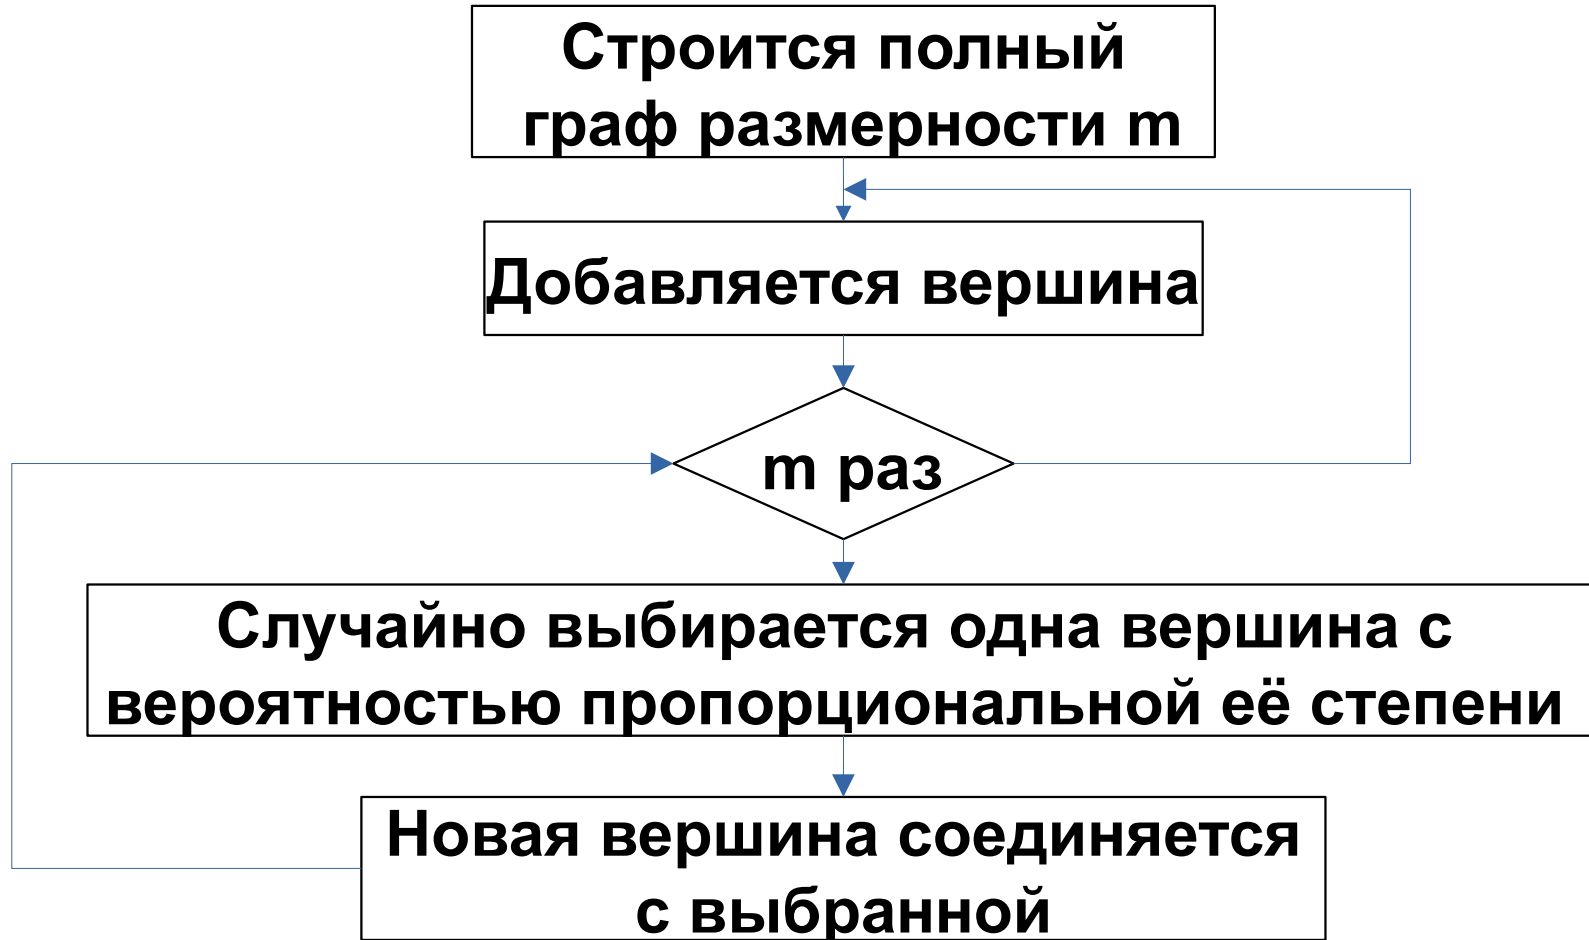 Строится полный
граф размерности m
Добавляется вершина
m раз
Случайно выбирается одна вершина с
вероятностью пропорциональной её степени
Новая вершина соединяется
с выбранной